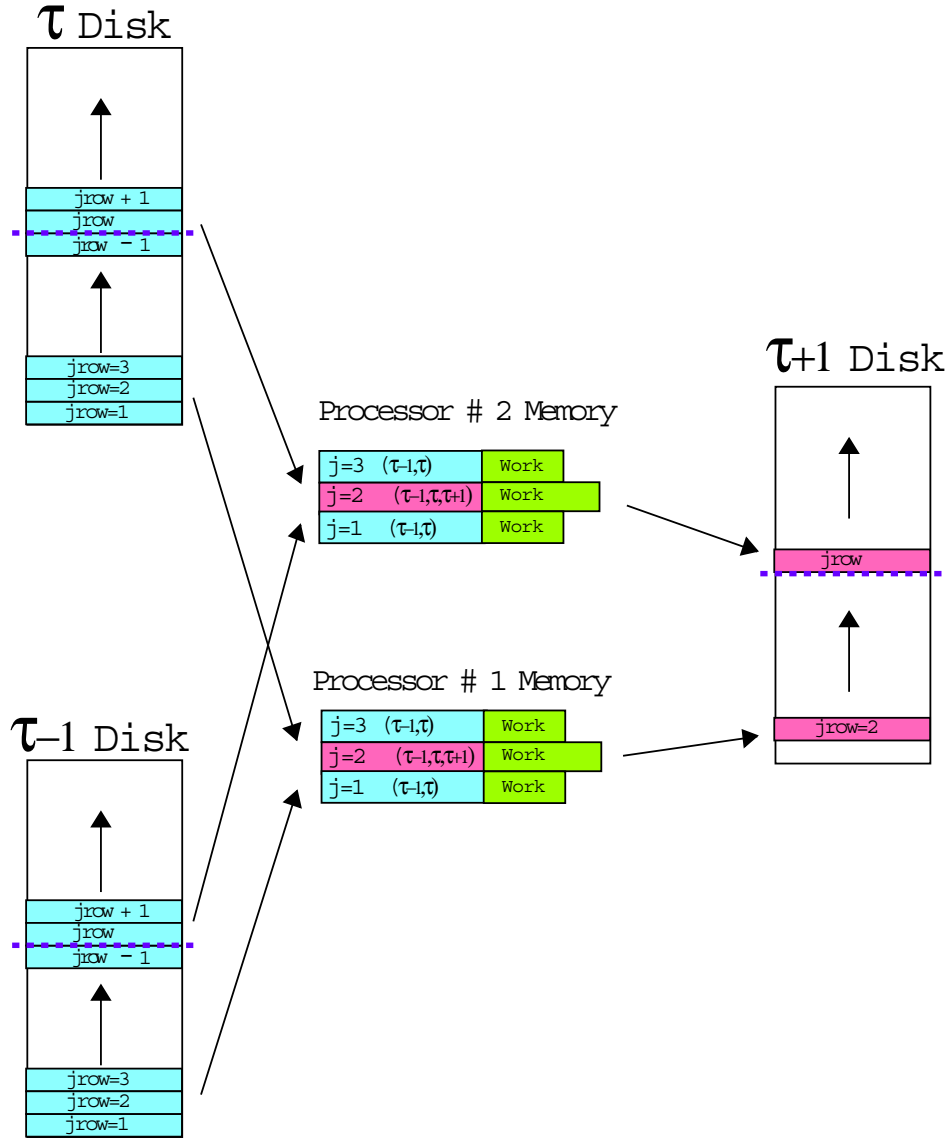 τ Disk
jrow + 1
jrow
jrow - 1
jrow=3
jrow=2
jrow=1
Processor # 2 Memory
j=3 (τ-1,τ) Work
j=2 (τ-1,τ,τ+1) Work
j=1 (τ-1,τ) Work
τ+1 Disk
jrow
jrow=2
Processor # 1 Memory
j=3 (τ-1,τ) Work
j=2 (τ-1,τ,τ+1) Work
j=1 (τ-1,τ) Work
τ-1 Disk
jrow + 1
jrow
jrow - 1
jrow=3
jrow=2
jrow=1